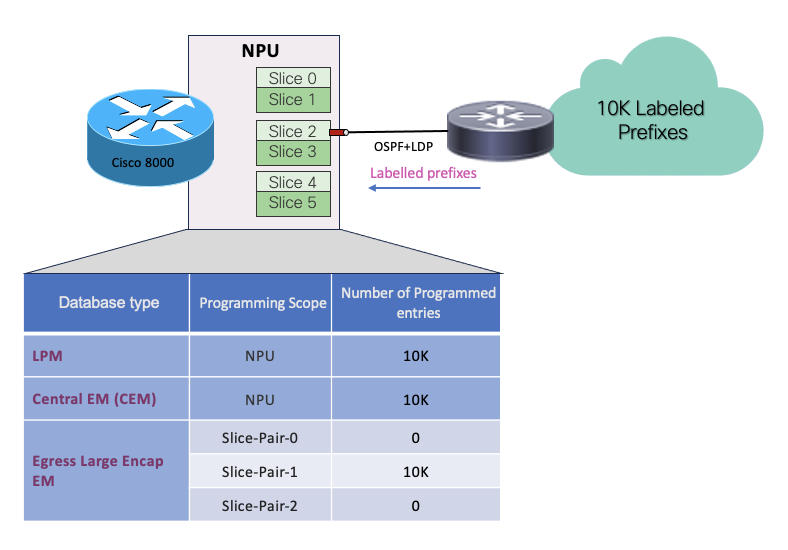 NPU
Slice 0
Slice 1
Slice 2
Slice 3
Slice 4
Slice 5
Cisco 8000
OSPF+LDP
Labelled prefixes
10K Labeled
Prefixes
Database type
Programming Scope
Number of Programmed
entries
LPM
NPU
10K
Central EM (CEM)
NPU
10K
Egress Large Encap
EM
Slice-Pair-0
0
Slice-Pair-1
10K
Slice-Pair-2
0